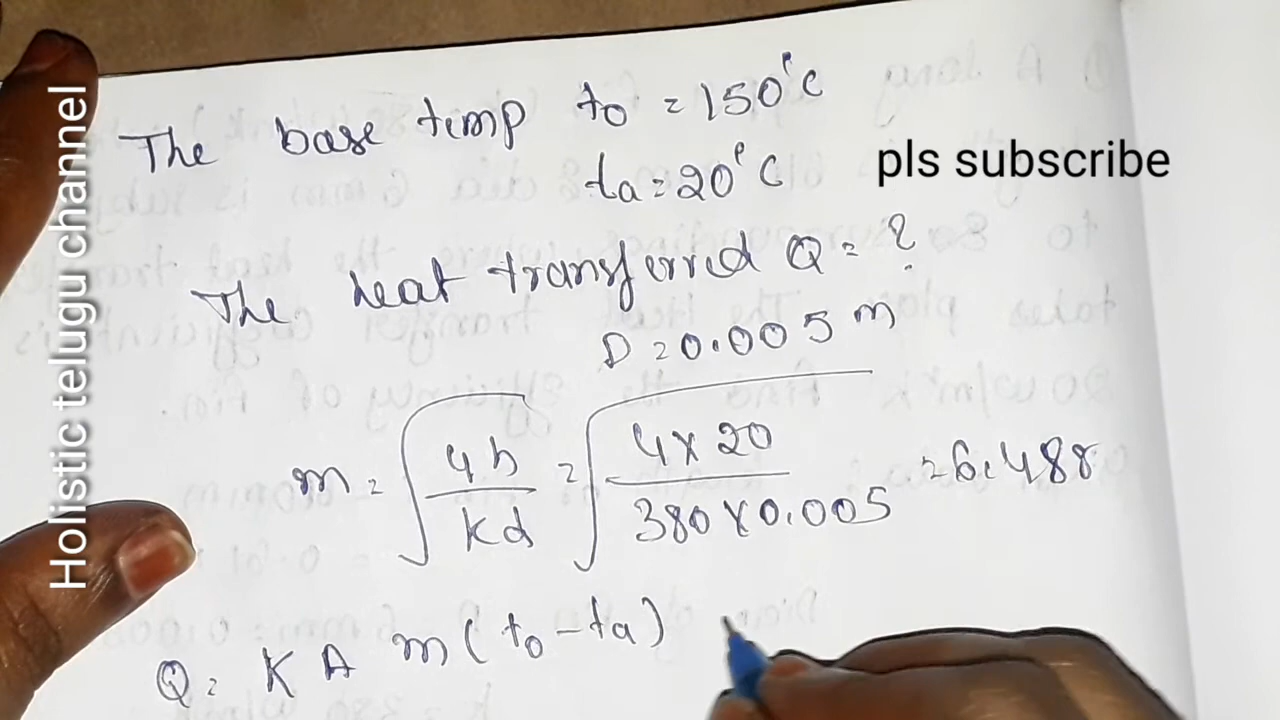 The base temp to = 150°C
ta = 20°C
pls subscribe
The heat transferred Q = ?
D = 0.005 m
m = √(4h/kd) = √(4×20/380×0.005) = 6.488
Q = K A m (to - ta)
Holistic telugu channel